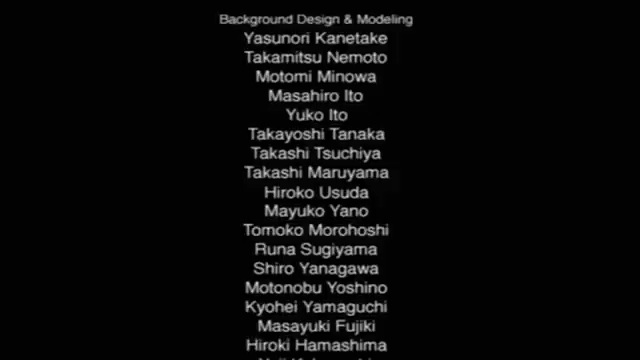 Background Design & Modeling
Yasunori Kanetake
Takamitsu Nemoto
Motomi Minowa
Masahiro Ito
Yuko Ito
Takayoshi Tanaka
Takashi Tsuchiya
Takashi Maruyama
Hiroko Usuda
Mayuko Yano
Tomoko Morohoshi
Runa Sugiyama
Shiro Yanagawa
Motonobu Yoshino
Kyohei Yamaguchi
Masayuki Fujiki
Hiroki Hamashima